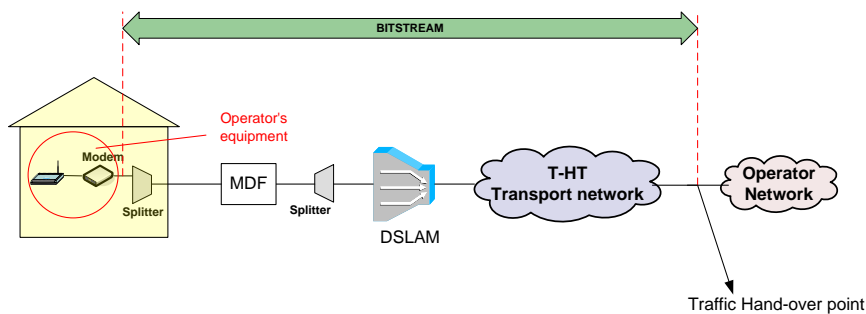 BITSTREAM
Operator's
equipment
Modem
Splitter
MDF
Splitter
DSLAM
T-HT
Transport network
Operator
Network
Traffic Hand-over point